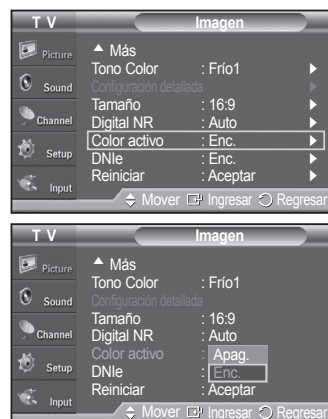 T V
Imagen
Picture
Sound
Channel
Setup
Input
▲ Más
Tono Color : Frío1
Configuración detallada
Tamaño : 16:9
Digital NR : Auto
Color activo : Enc.
DNIe : Enc.
Reiniciar : Aceptar
Mover Ingresar Regresar
T V
Imagen
Picture
Sound
Channel
Setup
Input
▲ Más
Tono Color : Frío1
Configuración detallada
Tamaño : 16:9
Digital NR : Auto
Color activo : Apag.
DNIe : Enc.
Reiniciar : Aceptar
Mover Ingresar Regresar